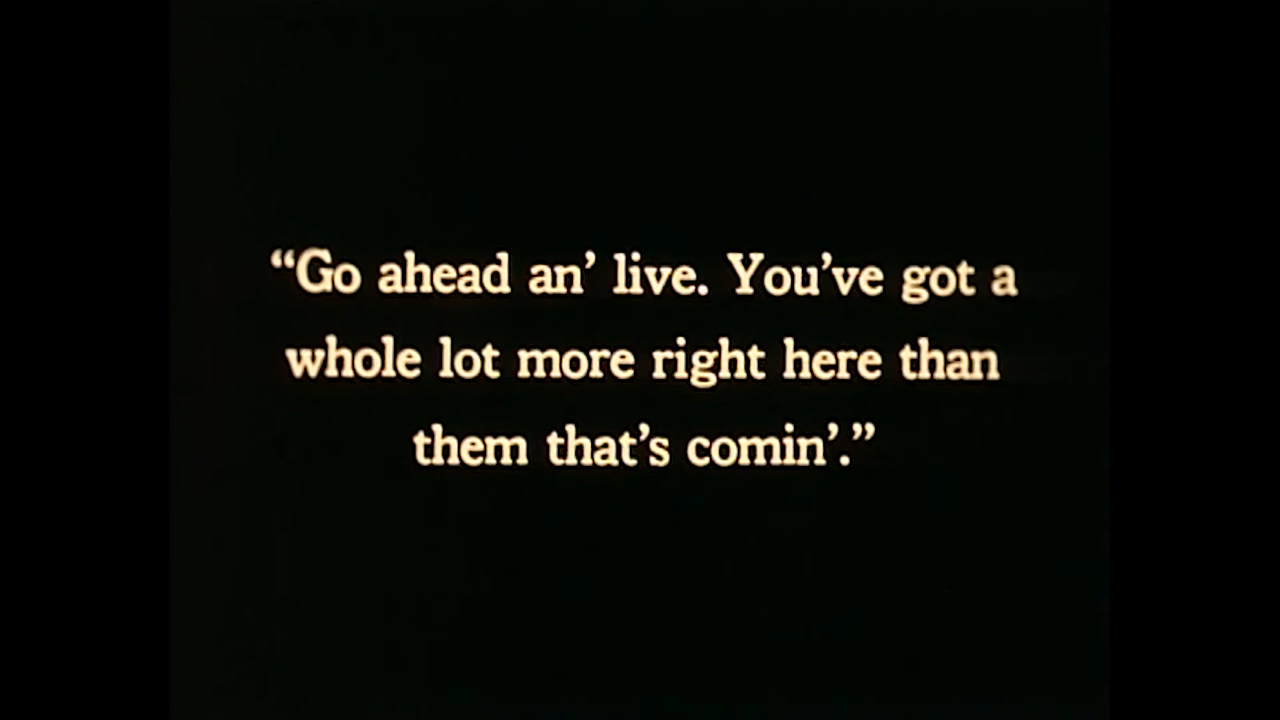 “Go ahead an’ live. You’ve got a
whole lot more right here than
them that’s comin’.”